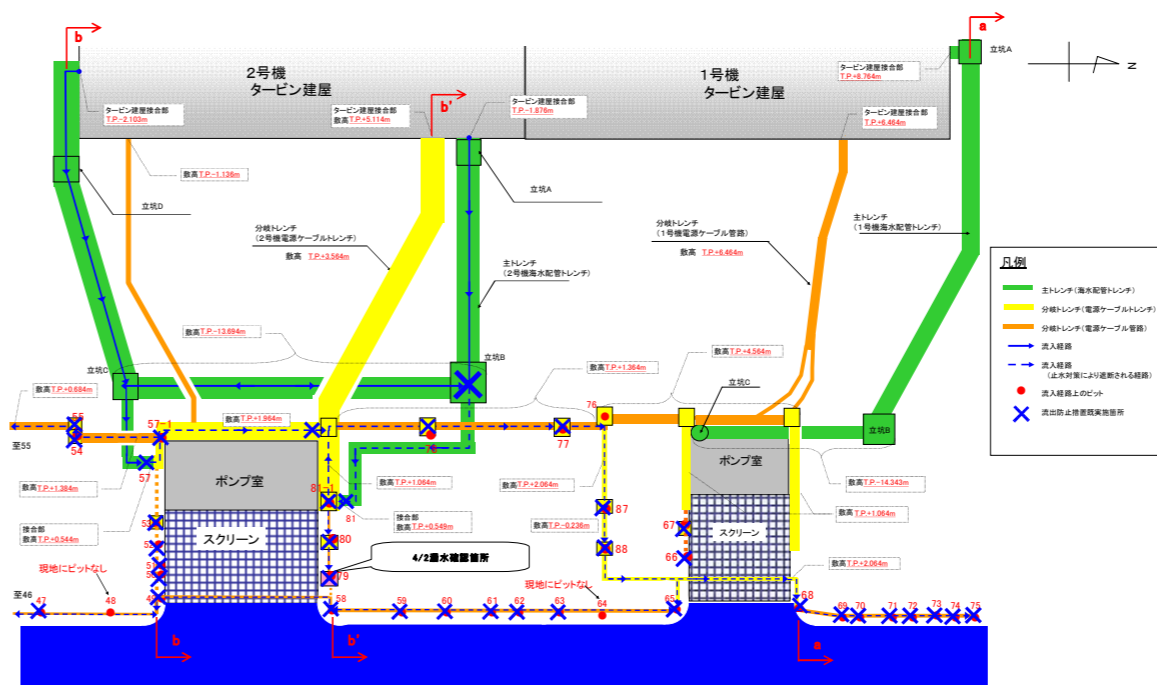 b
2号機
タービン建屋
1号機
タービン建屋
a
立坑A
N
タービン建屋接合部
T.P.+8.764m
タービン建屋接合部
T.P.-2.103m
b'
タービン建屋接合部
敷高 T.P.+5.114m
タービン建屋接合部
T.P.-1.876m
タービン建屋接合部
T.P.+6.464m
敷高T.P.-1.136m
立坑D
立坑A
分岐トレンチ
(2号機電源ケーブルトレンチ)
敷高 T.P.+3.564m
分岐トレンチ
(1号機電源ケーブル管路)
敷高 T.P.+6.464m
主トレンチ
(1号機海水配管トレンチ)
主トレンチ
(2号機海水配管トレンチ)
凡例
主トレンチ(海水配管トレンチ)
分岐トレンチ(電源ケーブルトレンチ)
分岐トレンチ(電源ケーブル管路)
流入経路
流入経路
(止水対策により遮断される経路)
流入経路上のピット
流出防止措置既実施箇所
敷高T.P.-13.694m
立坑C
立坑B
敷高T.P.+4.564m
敷高T.P.+1.364m
立坑C
敷高T.P.+0.684m
敷高T.P.+1.964m
55
57-1
76
立坑B
至55
54
77
57
ポンプ室
ポンプ室
敷高T.P.+1.384m
敷高T.P.+1.064m
敷高T.P.+2.064m
敷高T.P.-14.343m
81-1
81
敷高T.P.+1.064m
接合部
敷高T.P.+0.544m
53
スクリーン
接合部
敷高T.P.+0.549m
87
敷高T.P.-0.236m
67
スクリーン
52
80
88
66
4/2漏水確認箇所
敷高T.P.+2.064m
51
50
79
現地にピットなし
現地にピットなし
至46
47
48
49
58
59
60
61
62
63
64
65
68
69
70
71
72
73
74
75
b
b'
a